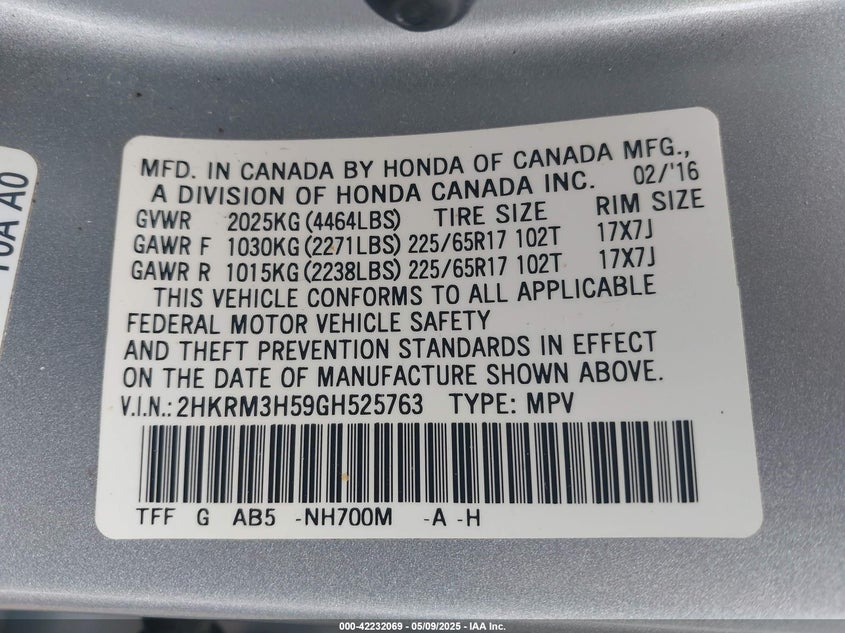 MFD. IN CANADA BY HONDA OF CANADA MFG.,
A DIVISION OF HONDA CANADA INC. 02/'16
GVWR 2025KG (4464LBS) TIRE SIZE RIM SIZE
GAWR F 1030KG (2271LBS) 225/65R17 102T 17X7J
GAWR R 1015KG (2238LBS) 225/65R17 102T 17X7J
THIS VEHICLE CONFORMS TO ALL APPLICABLE
FEDERAL MOTOR VEHICLE SAFETY
AND THEFT PREVENTION STANDARDS IN EFFECT
ON THE DATE OF MANUFACTURE SHOWN ABOVE.
V.I.N.: 2HKRM3H59GH525763 TYPE: MPV
TFF G AB5 -NH700M -A -H
A0
000-42232069 - 05/09/2025 - IAA Inc.